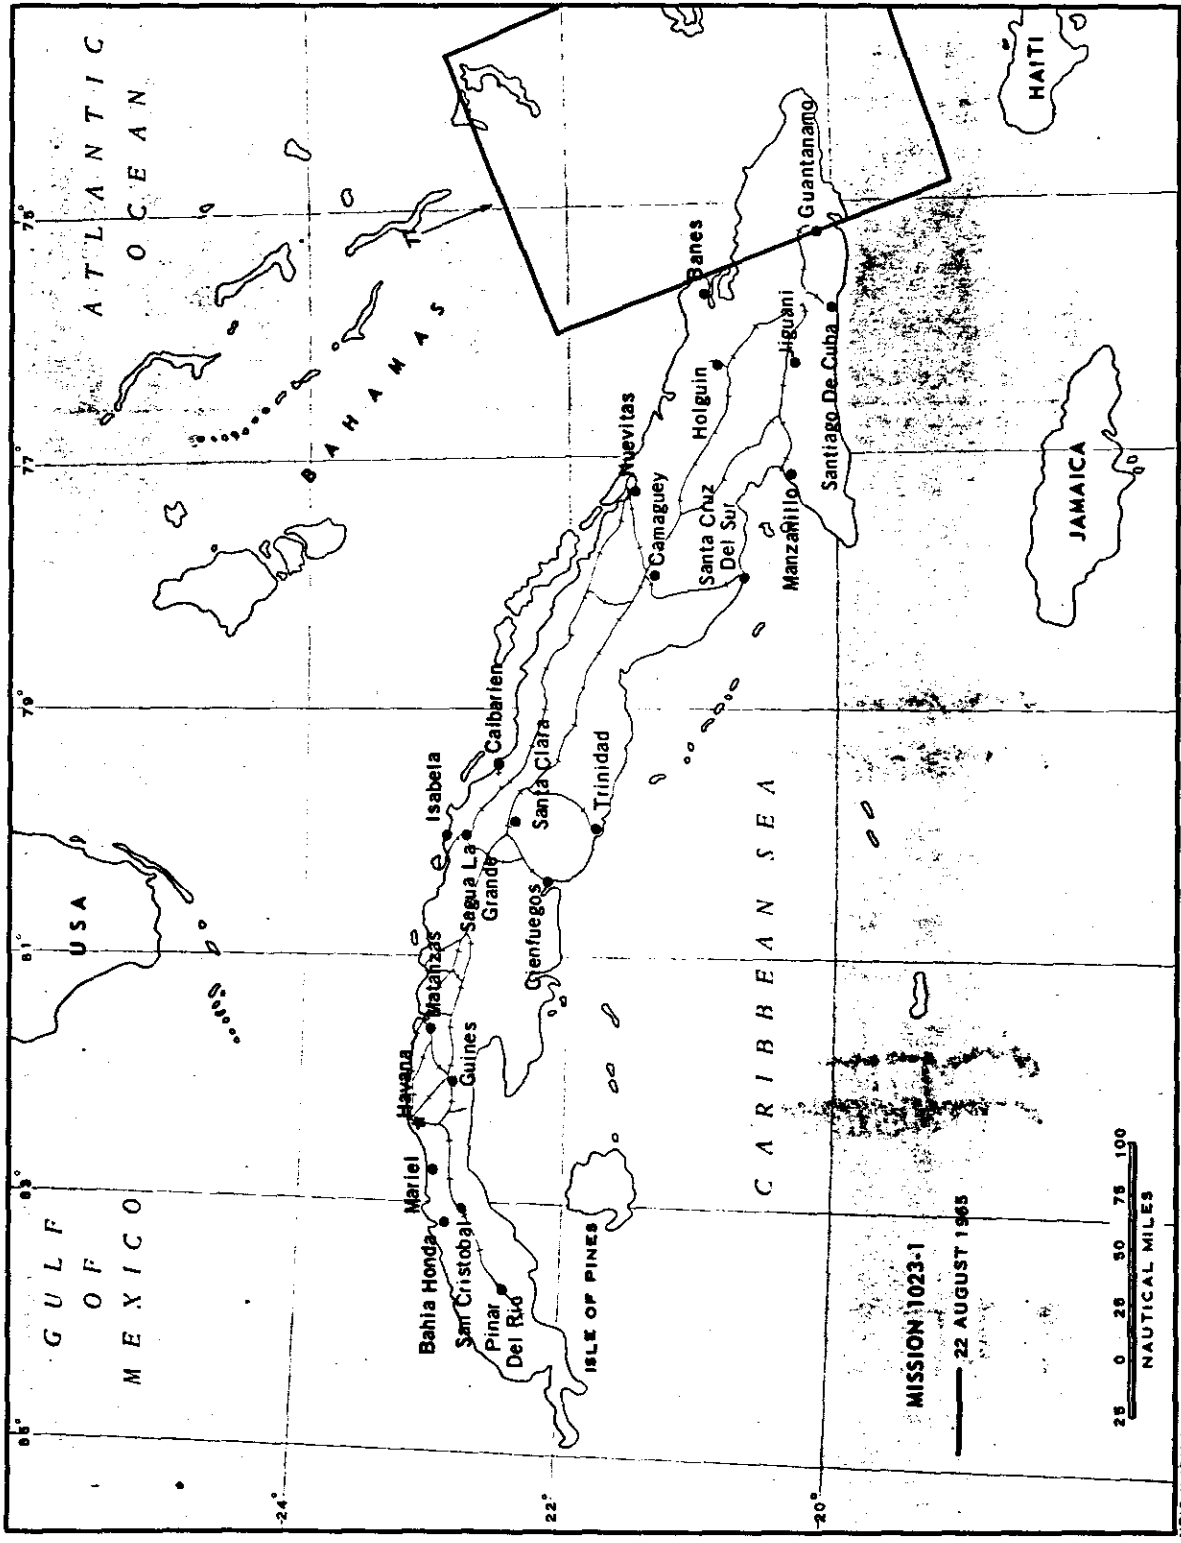 GULF
OF
MEXICO
USA
ATLANTIC
OCEAN
BAHAMAS
1
85°
83°
81°
79°
77°
75°
24°
22°
20°
Havana
Mariel
Bahia Honda
San Cristobal
Pinar
Del Rio
Guines
Matanzas
Isabela
Sagua La
Grande
Cienfuegos
Caibarien
Santa Clara
Trinidad
Nuevitas
Camaguey
Santa Cruz
Del Sur
Holguin
Manzanillo
Jiguani
Banes
Santiago De Cuba
Guantanamo
ISLE OF PINES
CARIBBEAN SEA
JAMAICA
HAITI
MISSION 1023-1
22 AUGUST 1965
25 0 25 50 75 100
NAUTICAL MILES